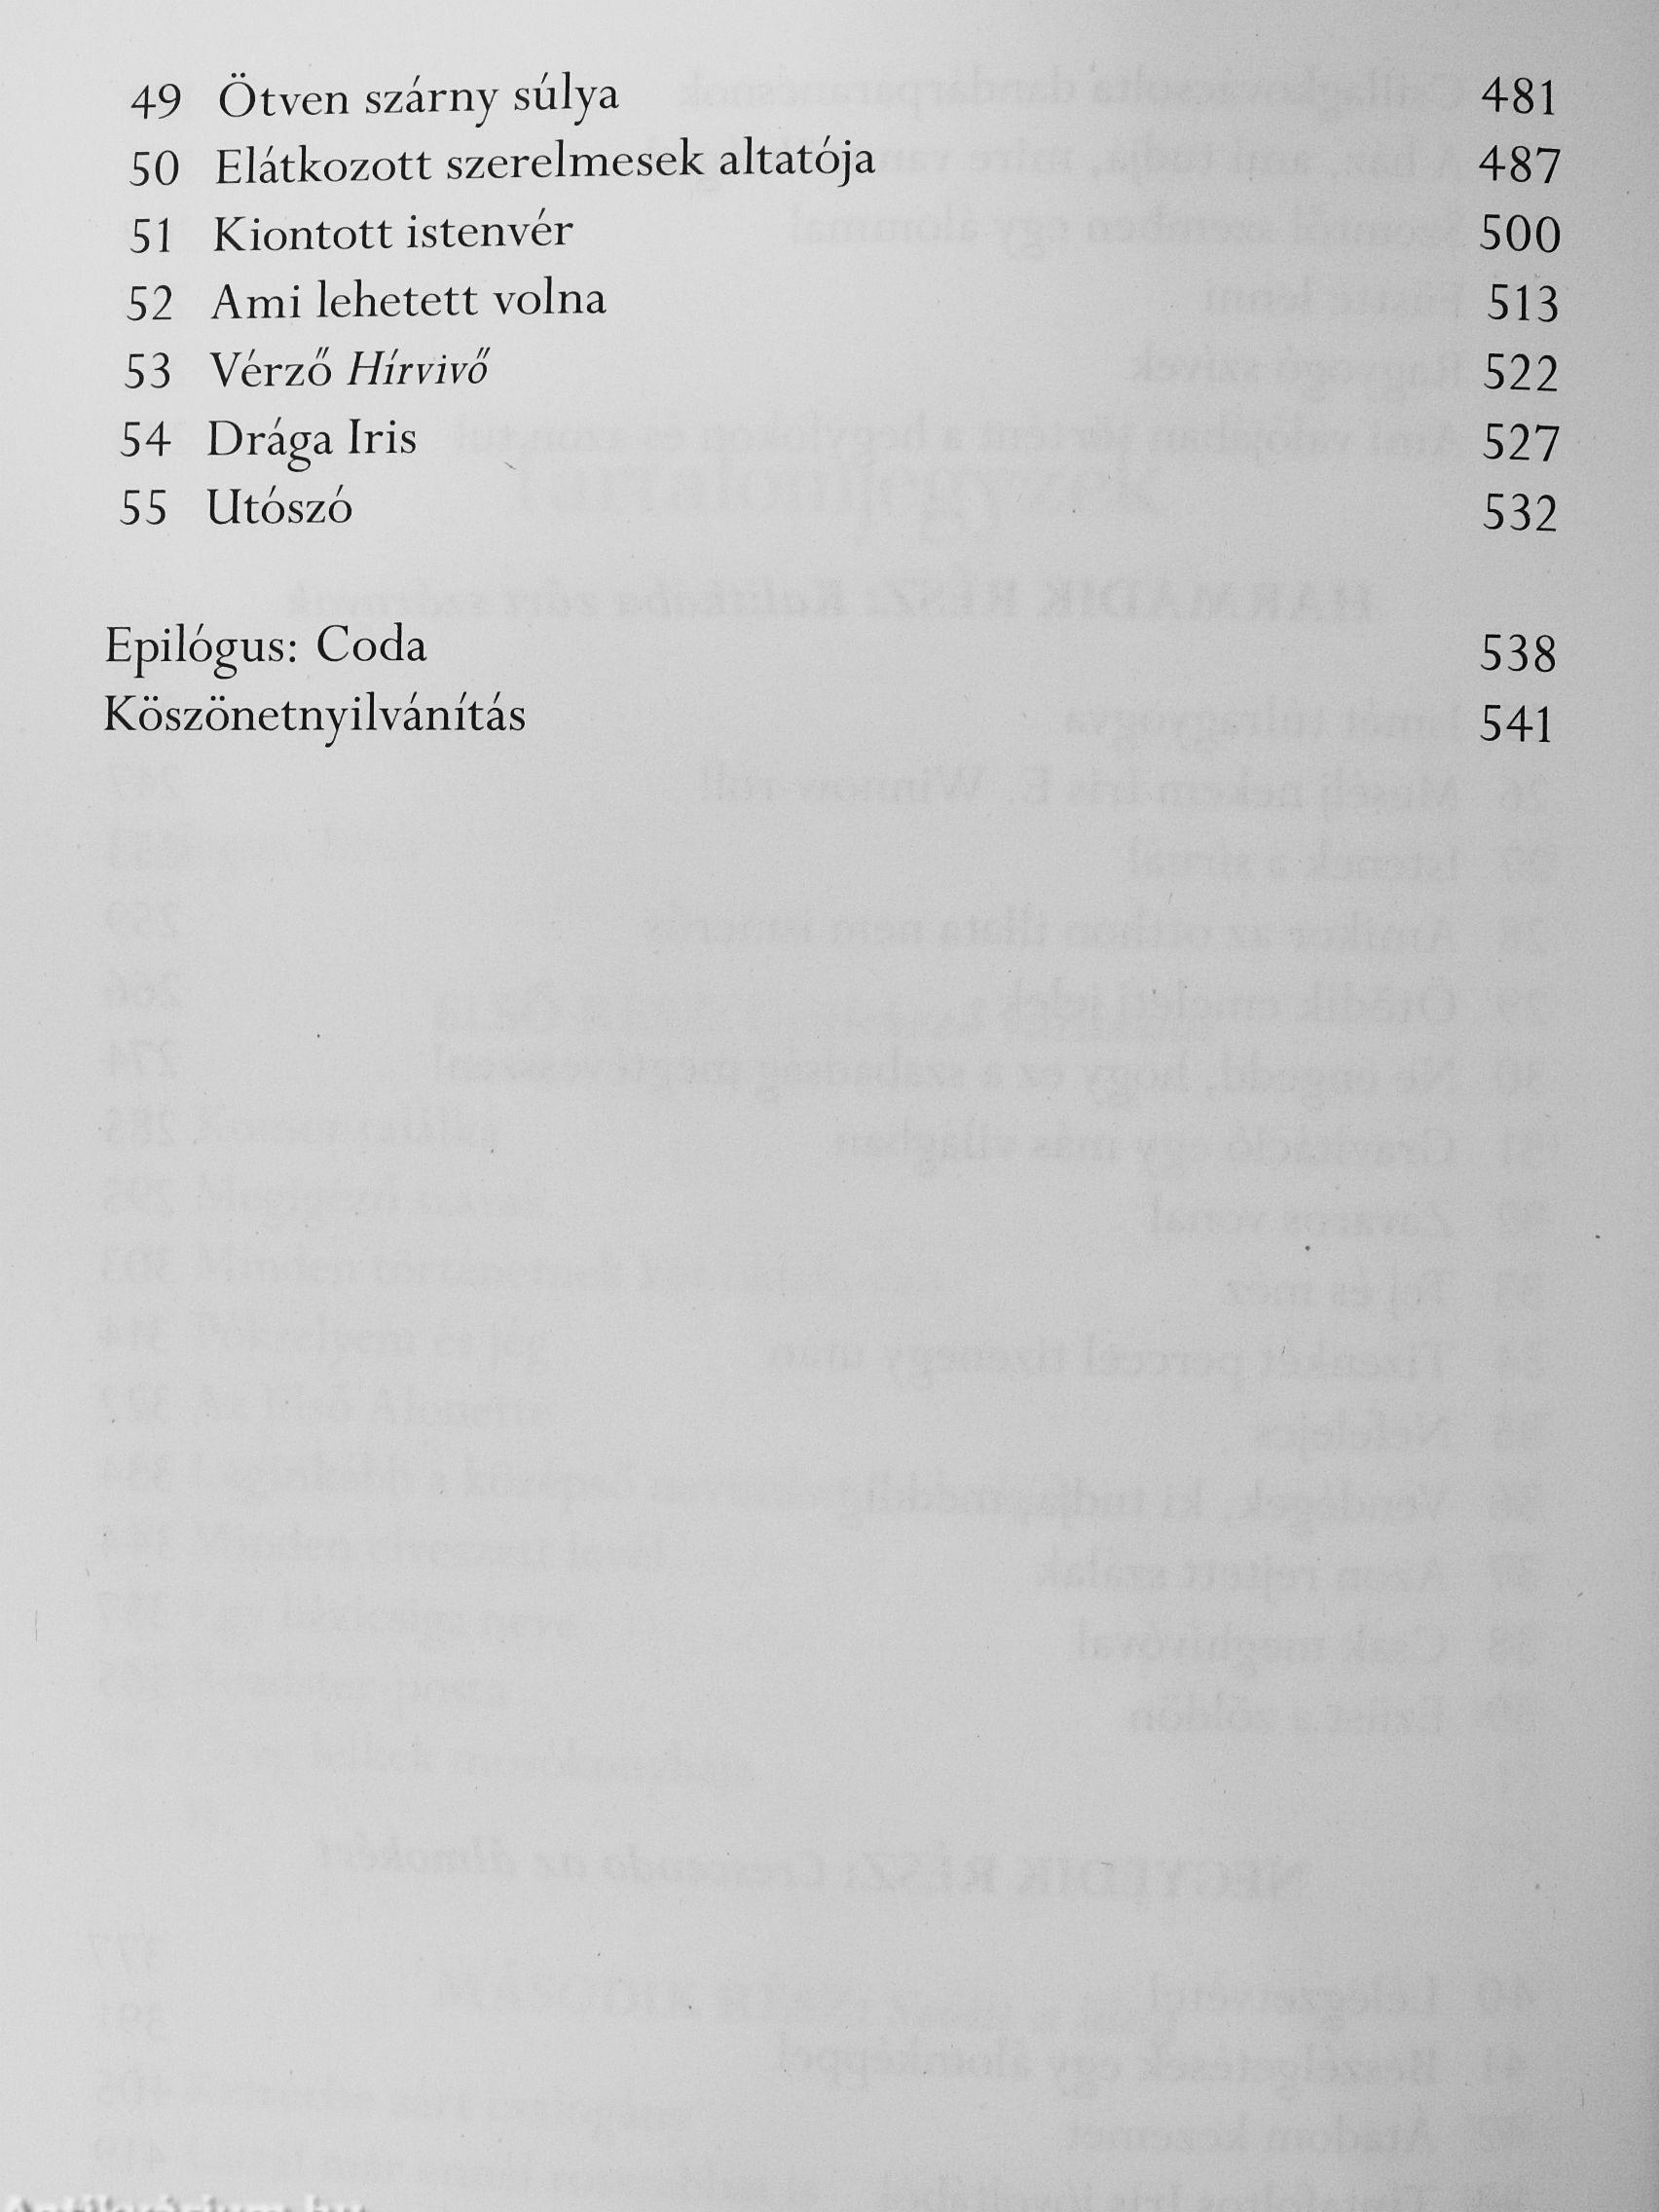 49 Ötven szárny súlya 481
50 Elátkozott szerelmesek altatója 487
51 Kiontott istenvér 500
52 Ami lehetett volna 513
53 Vérző Hírvivő 522
54 Drága Iris 527
55 Utószó 532
Epilógus: Coda 538
Köszönetnyilvánítás 541